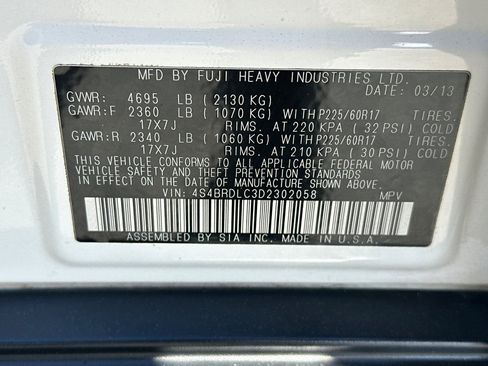 MFD BY FUJI HEAVY INDUSTRIES LTD.
DATE: 03/13
GVWR: 4695 LB (2130 KG)
GAWR:F 2360 LB (1070 KG) WITHP225/60R17 TIRES.
17X7J RIMS. AT 220 KPA (32 PSI) COLD
GAWR:R 2340 LB (1060 KG) WITHP225/60R17 TIRES.
17X7J RIMS. AT 210 KPA (30 PSI) COLD
THIS VEHICLE CONFORMS TO ALL APPLICABLE FEDERAL MOTOR
VEHICLE SAFETY AND THEFT PREVENTION STANDARDS
IN EFFECT ON THE DATE OF MANUFACTURE SHOWN ABOVE.
VIN: 4S4BRDLC3D2302058 MPV
ASSEMBLED BY SIA INC. MADE IN U.S.A.